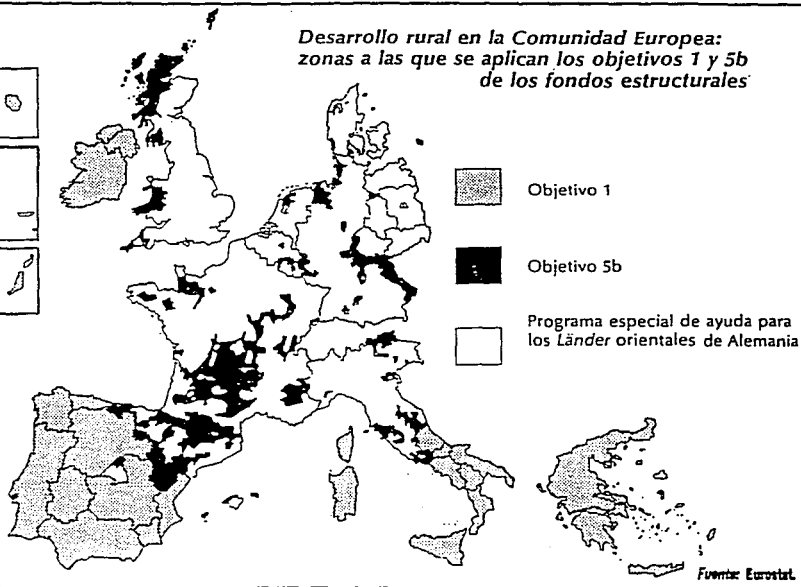 Desarrollo rural en la Comunidad Europea:
zonas a las que se aplican los objetivos 1 y 5b
de los fondos estructurales
Objetivo 1
Objetivo 5b
Programa especial de ayuda para
los Länder orientales de Alemania
Fuente: Eurostat.